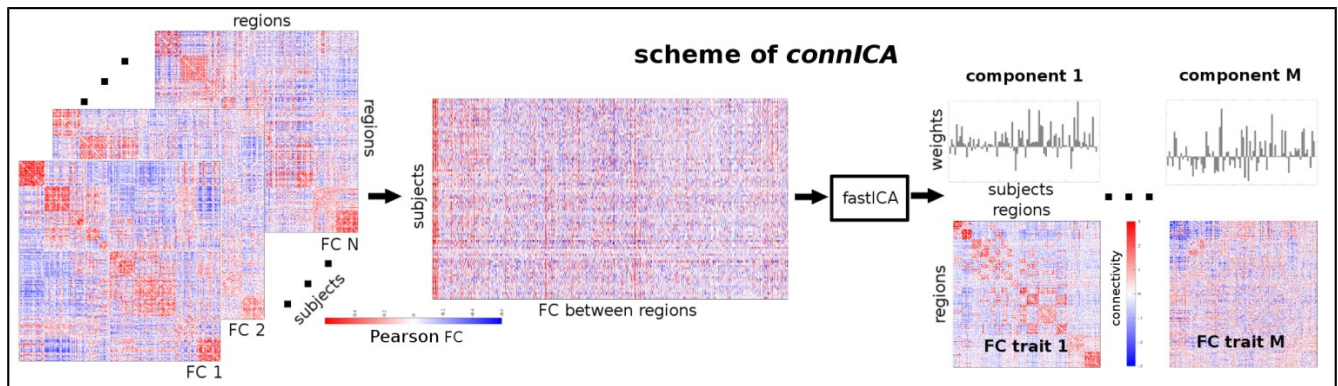 regions
scheme of connICA
component 1
component M
regions
weights
subjects
fastICA
subjects
regions
FC N
subjects
FC between regions
regions
connectivity
FC 2
Pearson FC
FC trait 1
FC trait M
FC 1